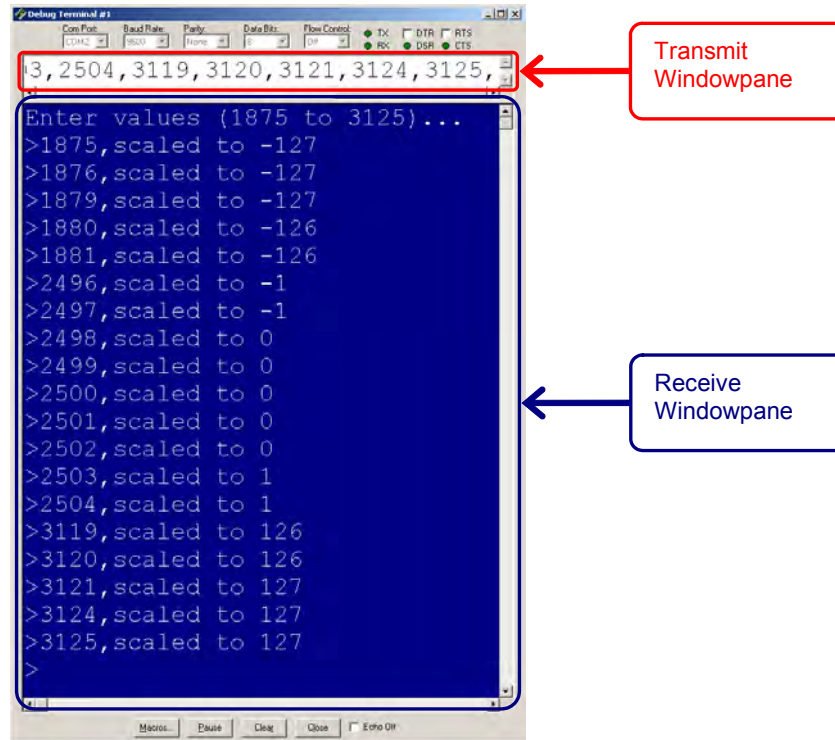 Debug Terminal #1
Com Port: Baud Rate: Parity: Data Bits: Flow Control: TX DTR RTS
COM2 9600 None 8 Off RX DSR CTS
3,2504,3119,3120,3121,3124,3125,
Transmit
Windowpane
Enter values (1875 to 3125)...
>1875,scaled to -127
>1876,scaled to -127
>1879,scaled to -127
>1880,scaled to -126
>1881,scaled to -126
>2496,scaled to -1
>2497,scaled to -1
>2498,scaled to 0
>2499,scaled to 0
>2500,scaled to 0
>2501,scaled to 0
>2502,scaled to 0
>2503,scaled to 1
>2504,scaled to 1
>3119,scaled to 126
>3120,scaled to 126
>3121,scaled to 127
>3124,scaled to 127
>3125,scaled to 127
>
Receive
Windowpane
Macros... Pause Clear Close Echo Off